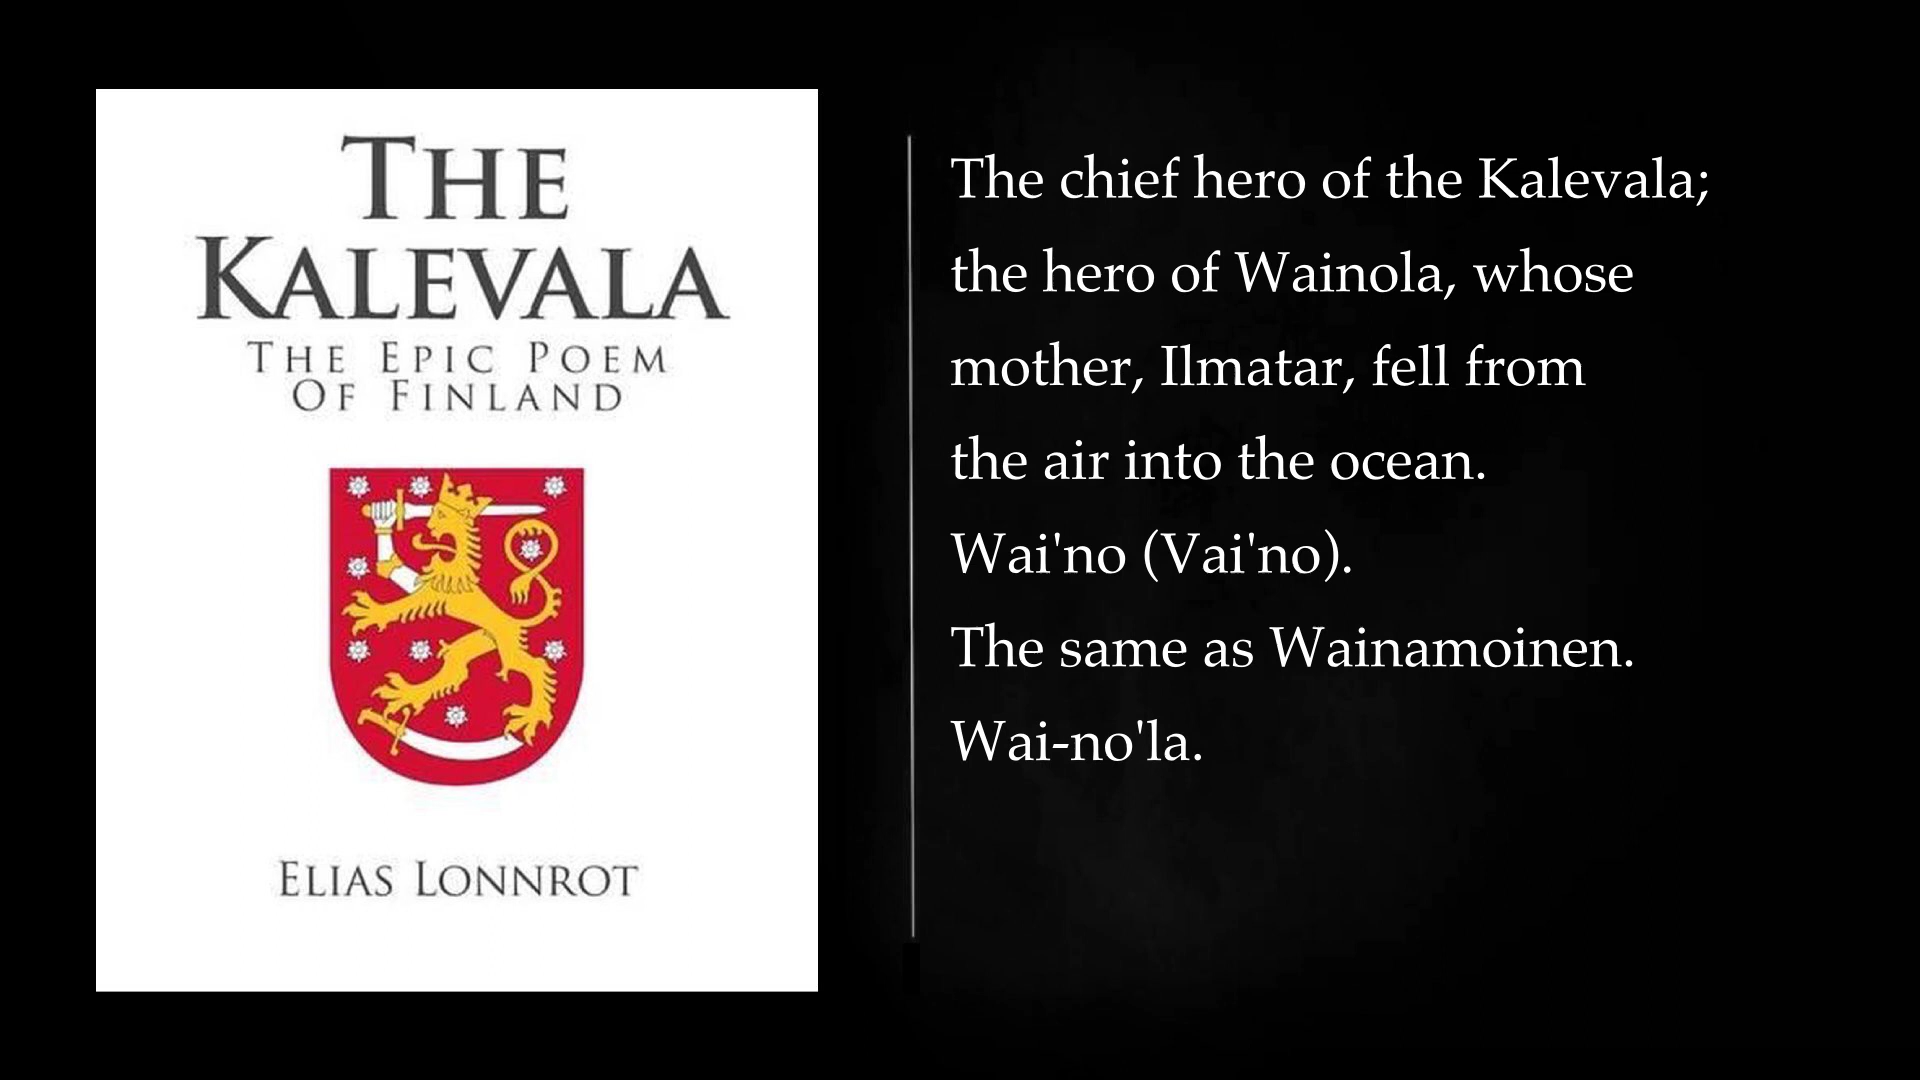 THE
KALEVALA
THE EPIC POEM
OF FINLAND
ELIAS LONNROT
The chief hero of the Kalevala;
the hero of Wainola, whose
mother, Ilmatar, fell from
the air into the ocean.
Wai'no (Vai'no).
The same as Wainamoinen.
Wai-no'la.